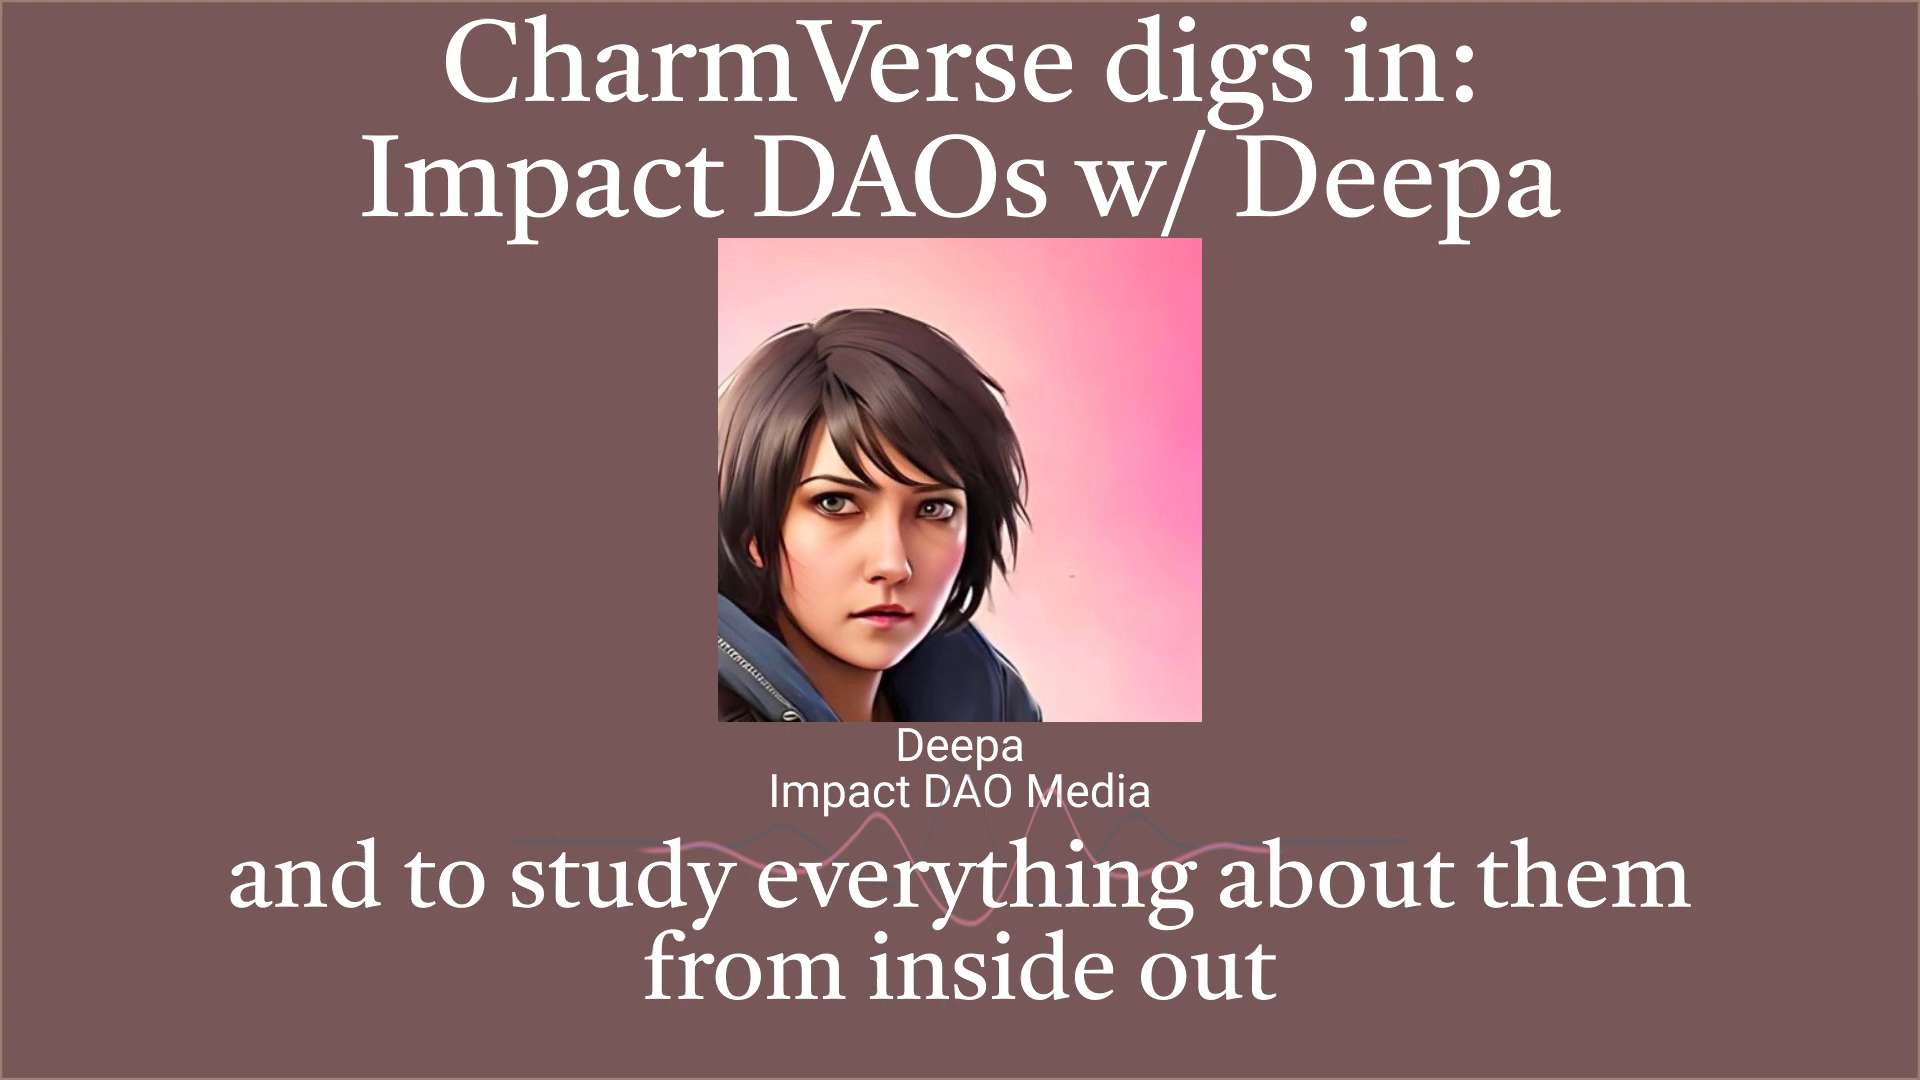 CharmVerse digs in:
Impact DAOs w/ Deepa
Deepa
Impact DAO Media
and to study everything about them
from inside out